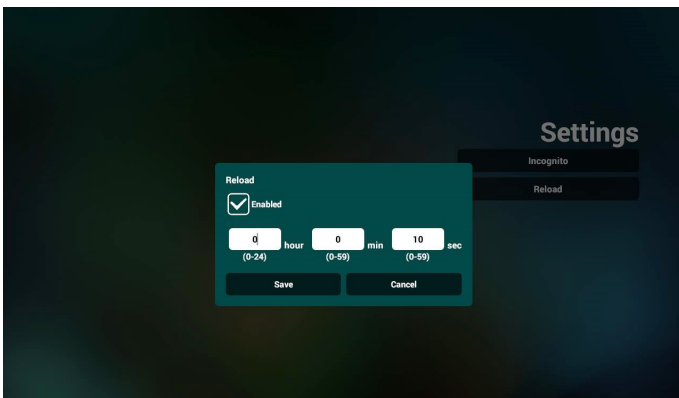 Settings
Incognito
Reload
Reload
Enabled
0 hour 0 min 10 sec
(0-24) (0-59) (0-59)
Save Cancel